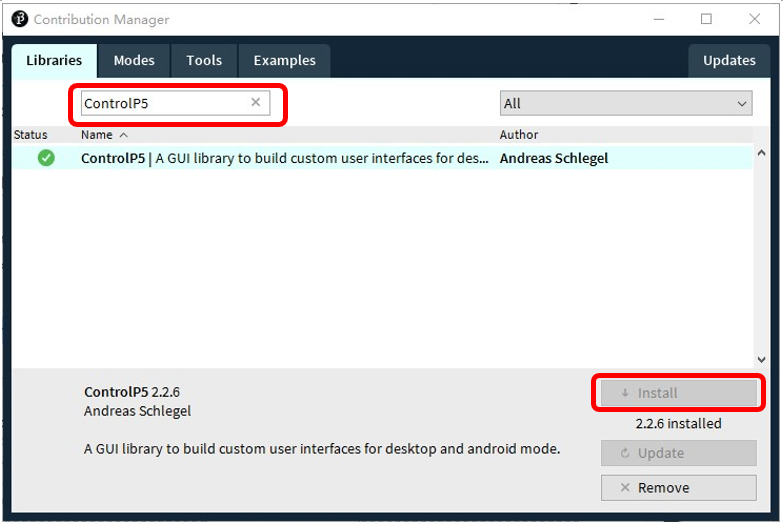 Contribution Manager
Libraries Modes Tools Examples Updates
ControlP5 All
Status Name Author
ControlP5 | A GUI library to build custom user interfaces for des... Andreas Schlegel
ControlP5 2.2.6
Andreas Schlegel
A GUI library to build custom user interfaces for desktop and android mode.
Install
2.2.6 installed
Update
Remove